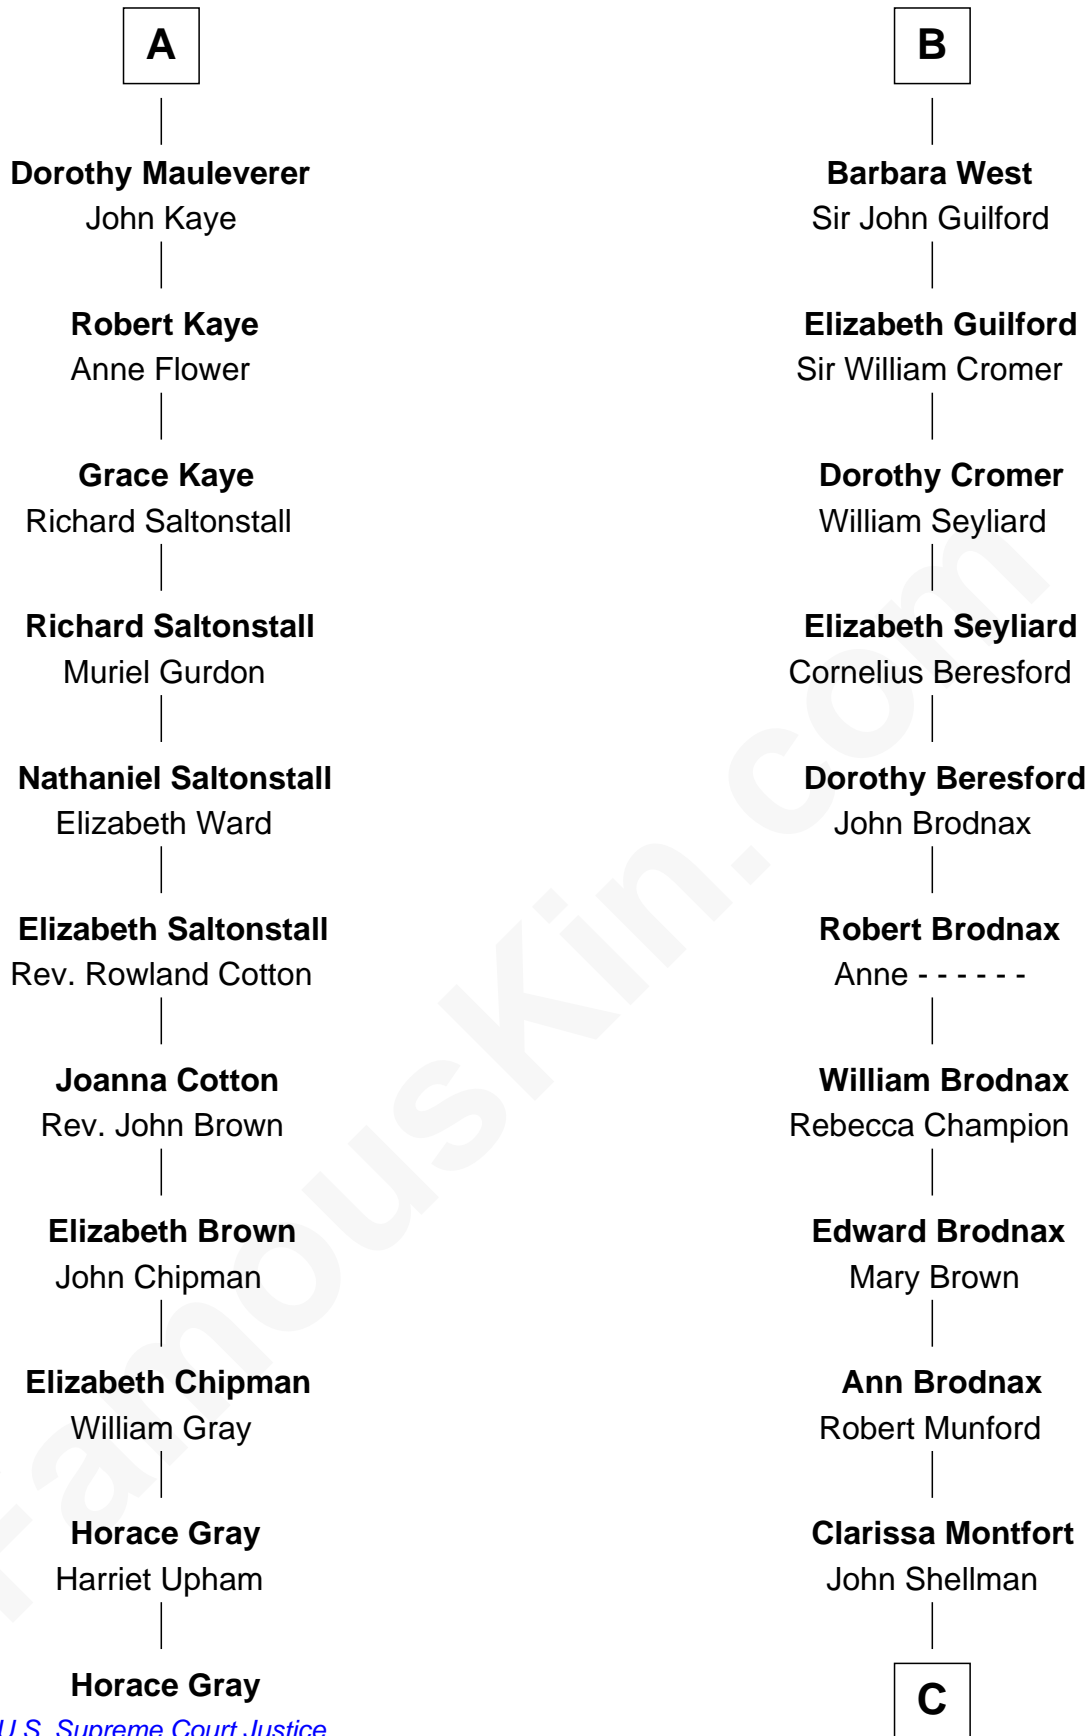 A
Dorothy Mauleverer
John Kaye
Robert Kaye
Anne Flower
Grace Kaye
Richard Saltonstall
Richard Saltonstall
Muriel Gurdon
Nathaniel Saltonstall
Elizabeth Ward
Elizabeth Saltonstall
Rev. Rowland Cotton
Joanna Cotton
Rev. John Brown
Elizabeth Brown
John Chipman
Elizabeth Chipman
William Gray
Horace Gray
Harriet Upham
Horace Gray
U.S. Supreme Court Justice
B
Barbara West
Sir John Guilford
Elizabeth Guilford
Sir William Cromer
Dorothy Cromer
William Seyliard
Elizabeth Seyliard
Cornelius Beresford
Dorothy Beresford
John Brodnax
Robert Brodnax
Anne - - - - - -
William Brodnax
Rebecca Champion
Edward Brodnax
Mary Brown
Ann Brodnax
Robert Munford
Clarissa Montfort
John Shellman
C
FamousKin.com